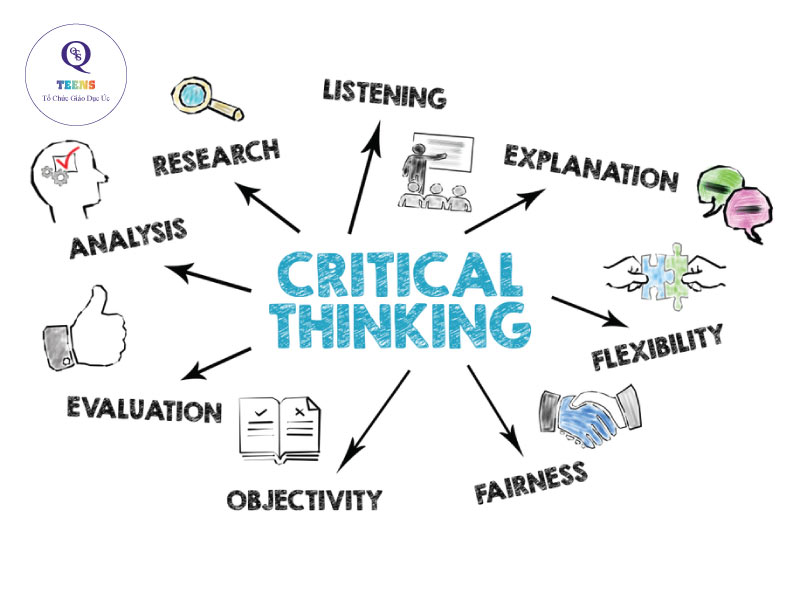 QTS
TEENS
Tổ Chức Giáo Dục Úc
LISTENING
RESEARCH
EXPLANATION
ANALYSIS
CRITICAL
THINKING
FLEXIBILITY
EVALUATION
OBJECTIVITY
FAIRNESS